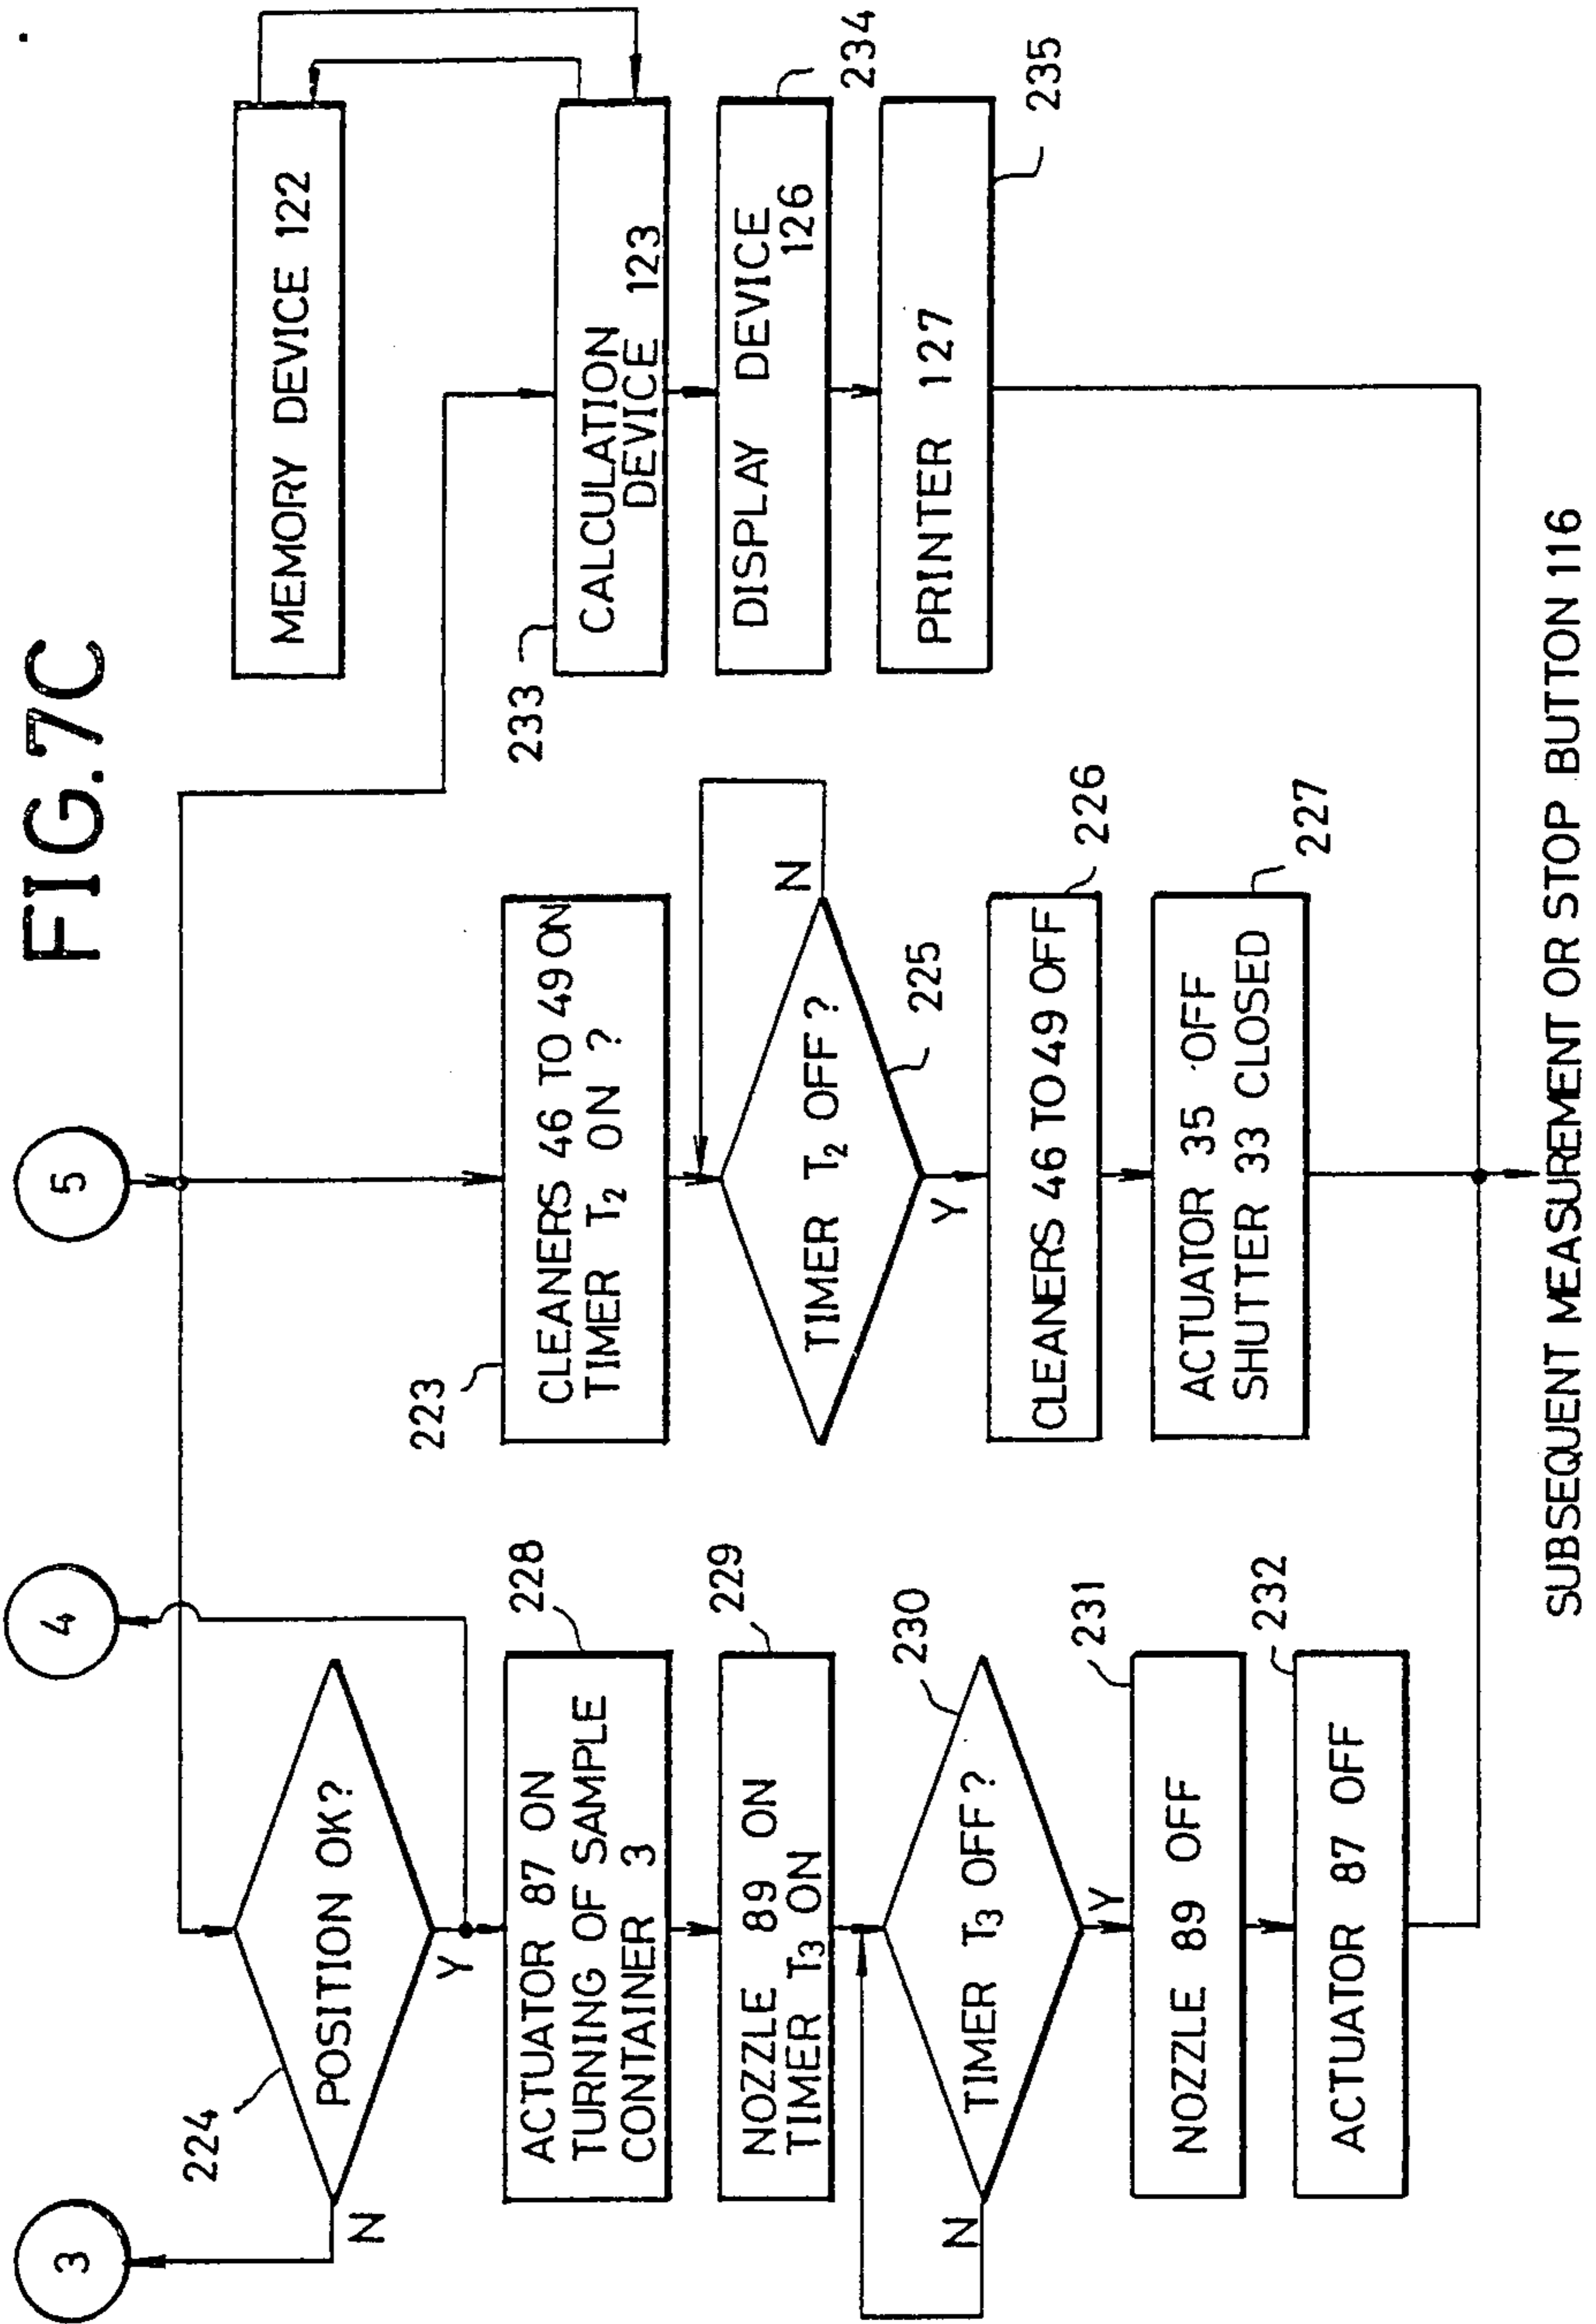 FIG.7C
3
4
5
224
POSITION OK?
N
Y
228
ACTUATOR 87 ON
TURNING OF SAMPLE
CONTAINER 3
229
NOZZLE 89 ON
TIMER T₃ ON
230
TIMER T₃ OFF?
N
Y
231
NOZZLE 89 OFF
232
ACTUATOR 87 OFF
223
CLEANERS 46 TO 49 ON
TIMER T₂ ON ?
TIMER T₂ OFF?
N
225
Y
226
CLEANERS 46 TO 49 OFF
227
ACTUATOR 35 OFF
SHUTTER 33 CLOSED
MEMORY DEVICE 122
233
CALCULATION
DEVICE 123
234
DISPLAY DEVICE
126
235
PRINTER 127
SUBSEQUENT MEASUREMENT OR STOP BUTTON 116